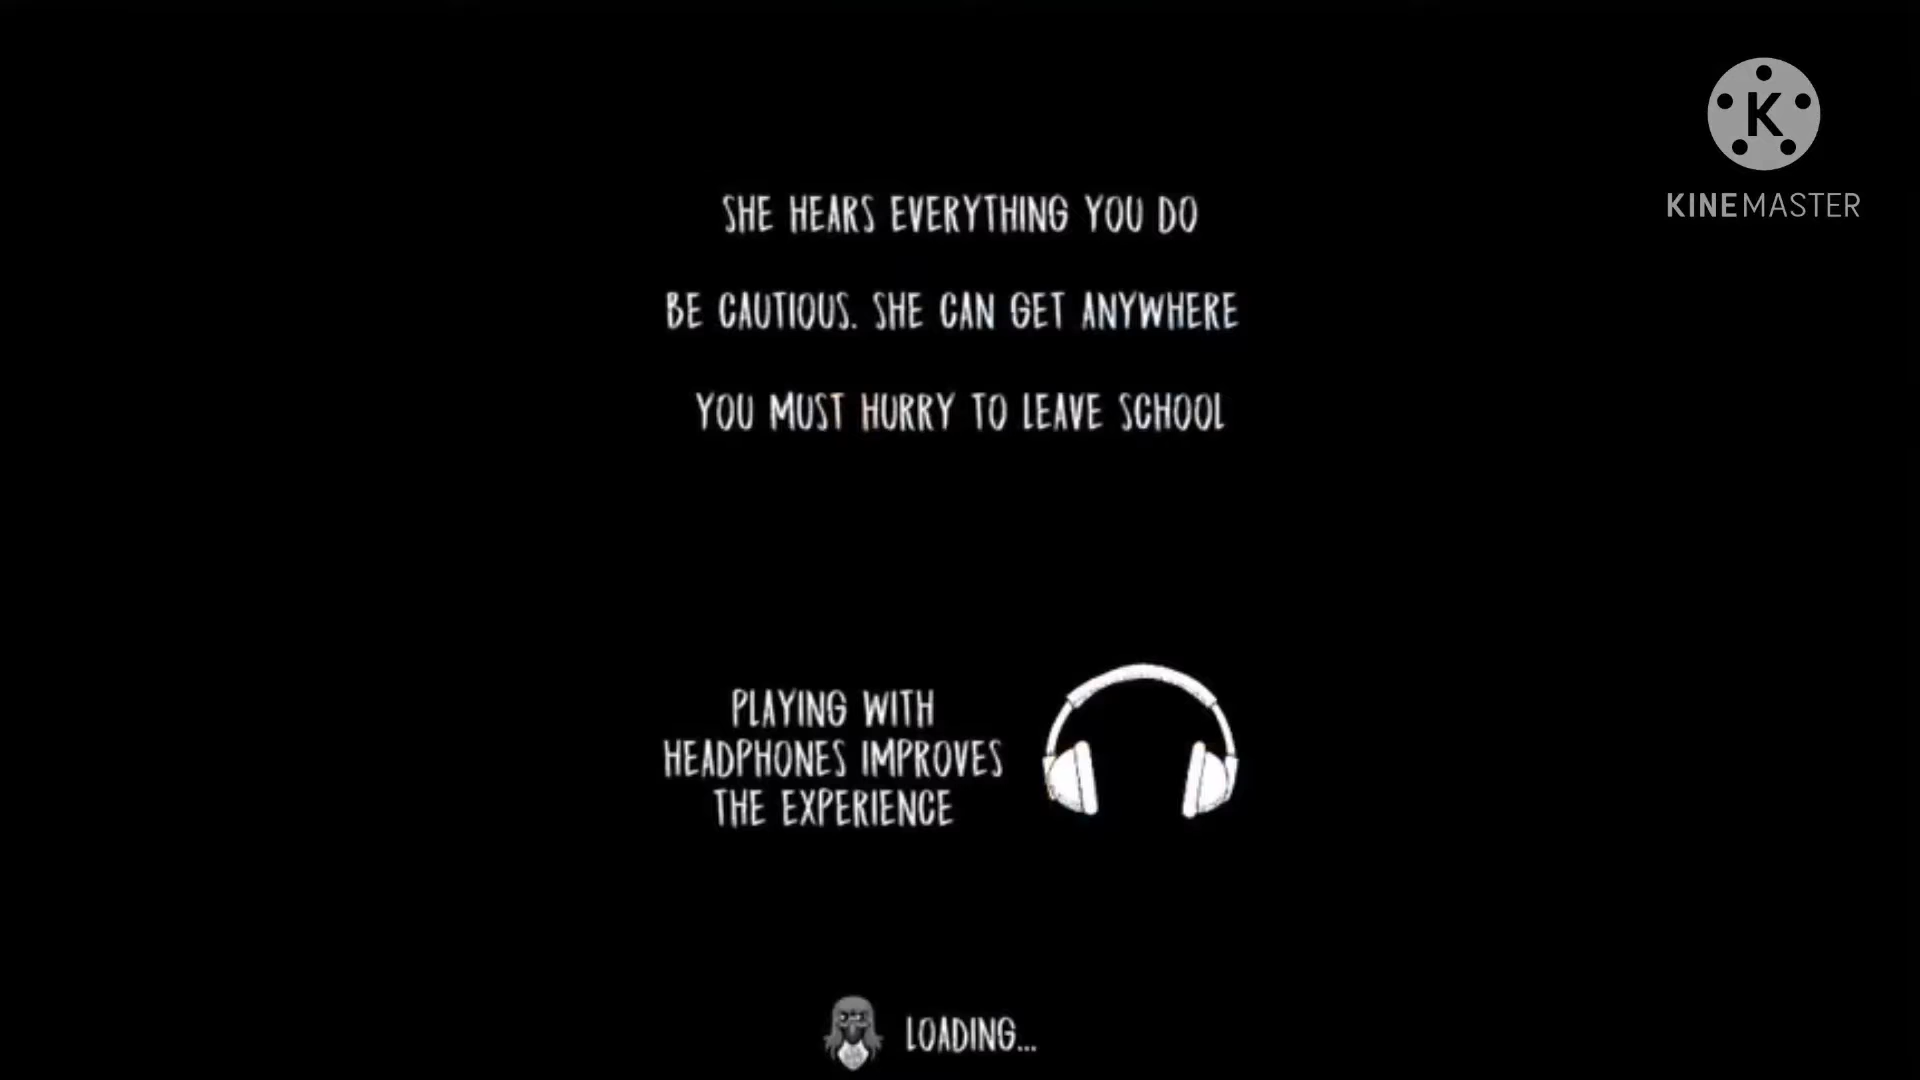 K
KINEMASTER
SHE HEARS EVERYTHING YOU DO
BE CAUTIOUS. SHE CAN GET ANYWHERE
YOU MUST HURRY TO LEAVE SCHOOL
PLAYING WITH
HEADPHONES IMPROVES
THE EXPERIENCE
LOADING...